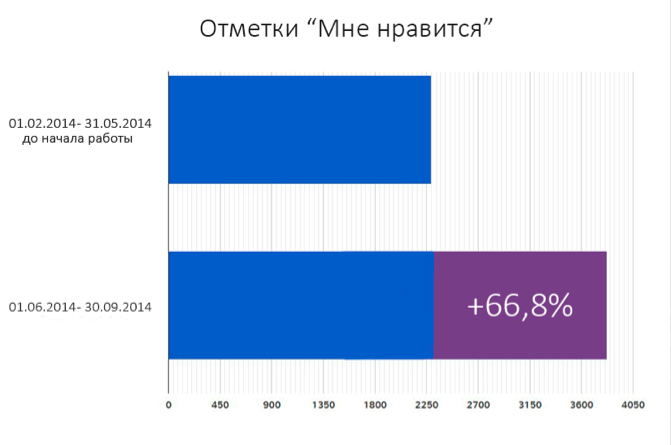 Отметки “Мне нравится”
01.02.2014- 31.05.2014
до начала работы
01.06.2014- 30.09.2014
+66,8%
0 450 900 1350 1800 2250 2700 3150 3600 4050